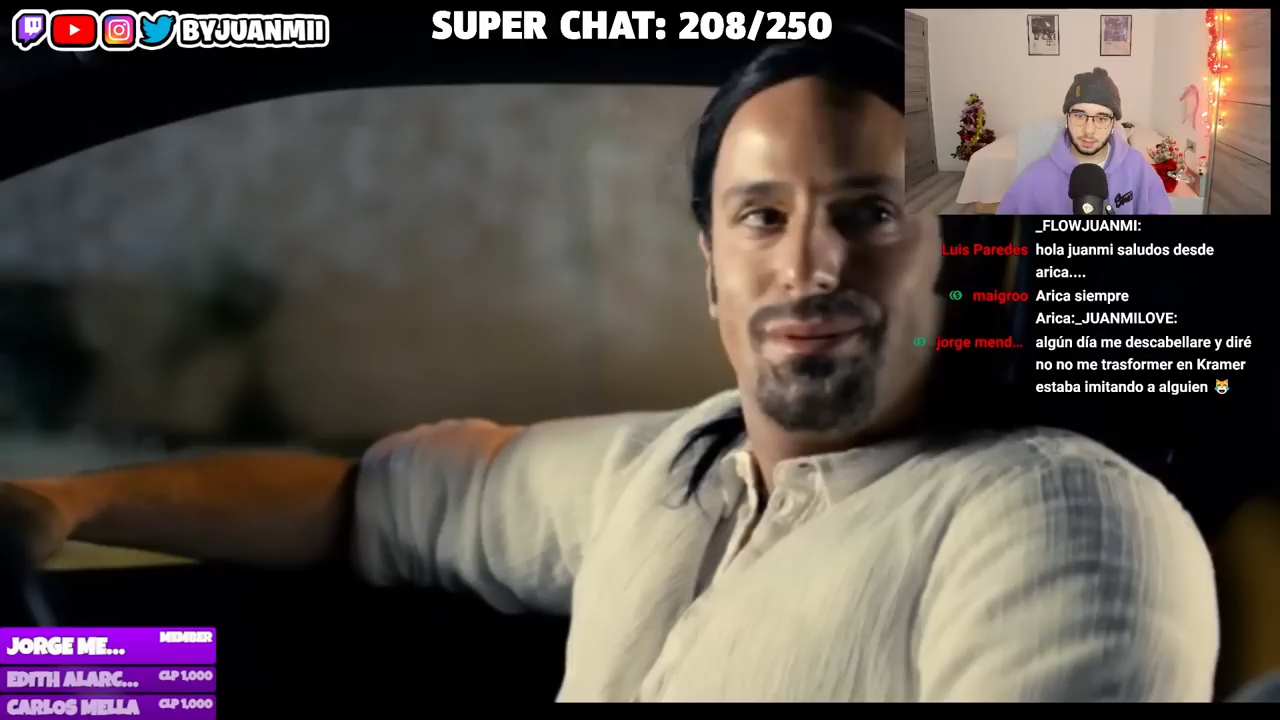 BYJUANMII
SUPER CHAT: 208/250
_FLOWJUANMI:
Luis Paredes hola juanmi saludos desde
arica....
maigroo Arica siempre
Arica:_JUANMILOVE:
jorge mend... algún día me descabellare y diré
no no me trasformer en Kramer
estaba imitando a alguien 😹
JORGE ME... MEMBER
EDITH ALARC... CLP 1,000
CARLOS MELLA CLP 1,000